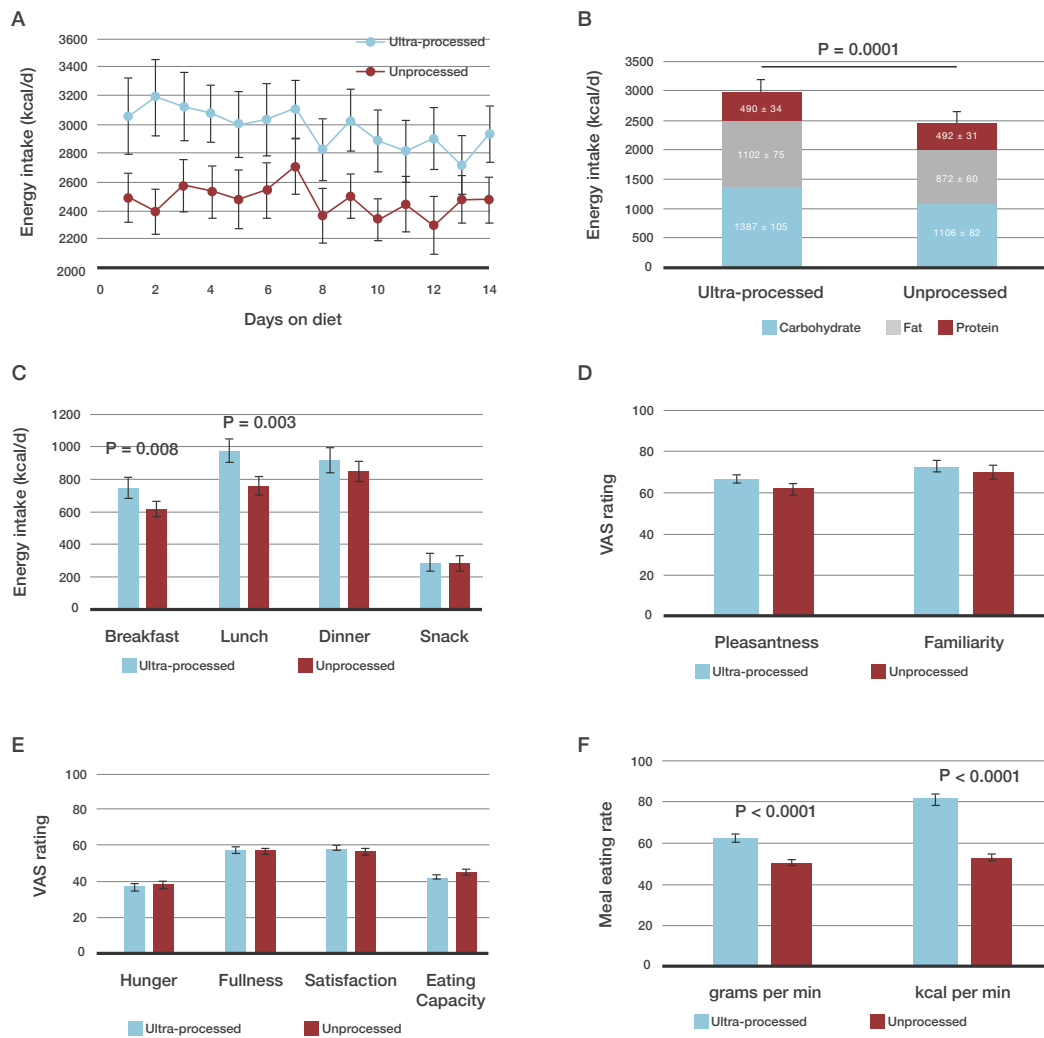 A
3600
3400
3200
3000
2800
2600
2400
2200
2000
Energy intake (kcal/d)
Ultra-processed
Unprocessed
0 2 4 6 8 10 12 14
Days on diet
B
P = 0.0001
3500
3000
2500
2000
1500
1000
500
0
Energy intake (kcal/d)
490 ± 34
1102 ± 75
1387 ± 105
492 ± 31
872 ± 60
1106 ± 82
Ultra-processed Unprocessed
Carbohydrate Fat Protein
C
1200
1000
800
600
400
200
0
Energy intake (kcal/d)
P = 0.008
P = 0.003
Breakfast Lunch Dinner Snack
Ultra-processed Unprocessed
D
100
80
60
40
20
0
VAS rating
Pleasantness Familiarity
Ultra-processed Unprocessed
E
100
80
60
40
20
0
VAS rating
Hunger Fullness Satisfaction Eating
Capacity
Ultra-processed Unprocessed
F
100
80
60
40
20
0
Meal eating rate
P < 0.0001
P < 0.0001
grams per min kcal per min
Ultra-processed Unprocessed